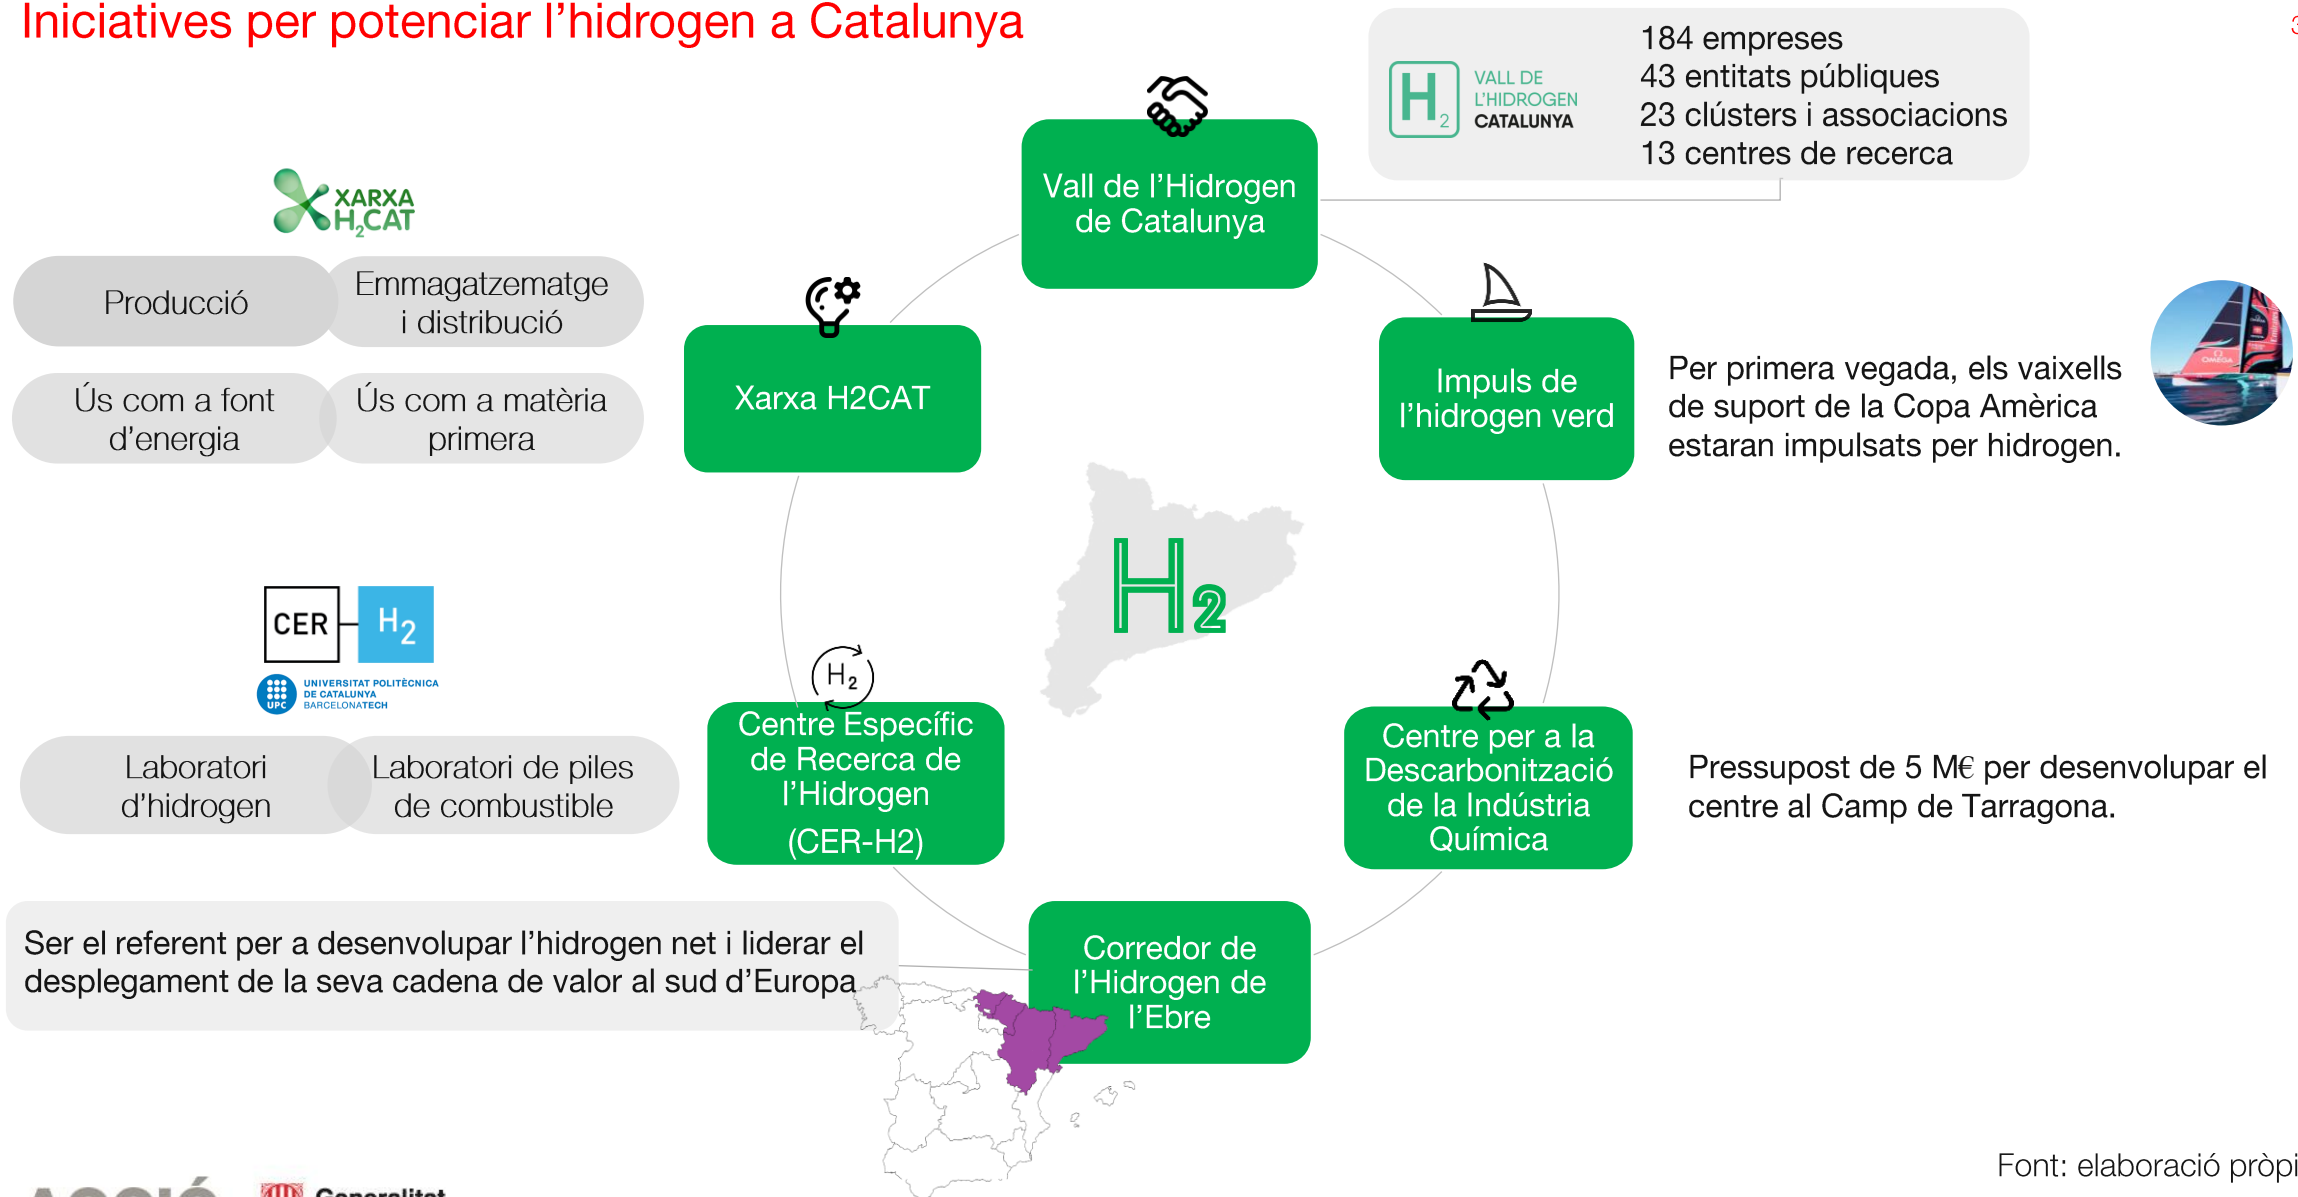 Iniciatives per potenciar l'hidrogen a Catalunya
H2
VALL DE
L'HIDROGEN
CATALUNYA
184 empreses
43 entitats públiques
23 clústers i associacions
13 centres de recerca
Vall de l'Hidrogen
de Catalunya
XARXA
H2CAT
Producció
Emmagatzematge
i distribució
Ús com a font
d'energia
Ús com a matèria
primera
Xarxa H2CAT
Impuls de
l'hidrogen verd
Per primera vegada, els vaixells
de suport de la Copa Amèrica
estaran impulsats per hidrogen.
OMEGA
H2
CER
H2
UPC
UNIVERSITAT POLITÈCNICA
DE CATALUNYA
BARCELONATECH
Laboratori
d'hidrogen
Laboratori de piles
de combustible
H2
Centre Específic
de Recerca de
l'Hidrogen
(CER-H2)
Centre per a la
Descarbonització
de la Indústria
Química
Pressupost de 5 M€ per desenvolupar el
centre al Camp de Tarragona.
Ser el referent per a desenvolupar l'hidrogen net i liderar el
desplegament de la seva cadena de valor al sud d'Europa
Corredor de
l'Hidrogen de
l'Ebre
Font: elaboració pròpi
ACCIÓ
Generalitat